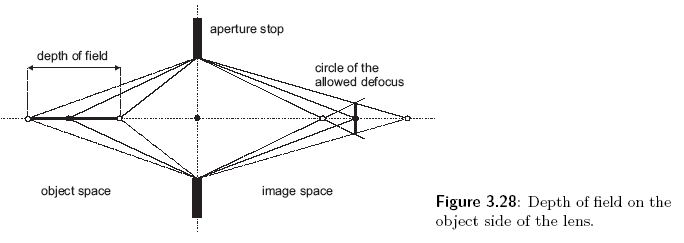 aperture stop
depth of field
circle of the
allowed defocus
object space
image space
Figure 3.28: Depth of field on the
object side of the lens.